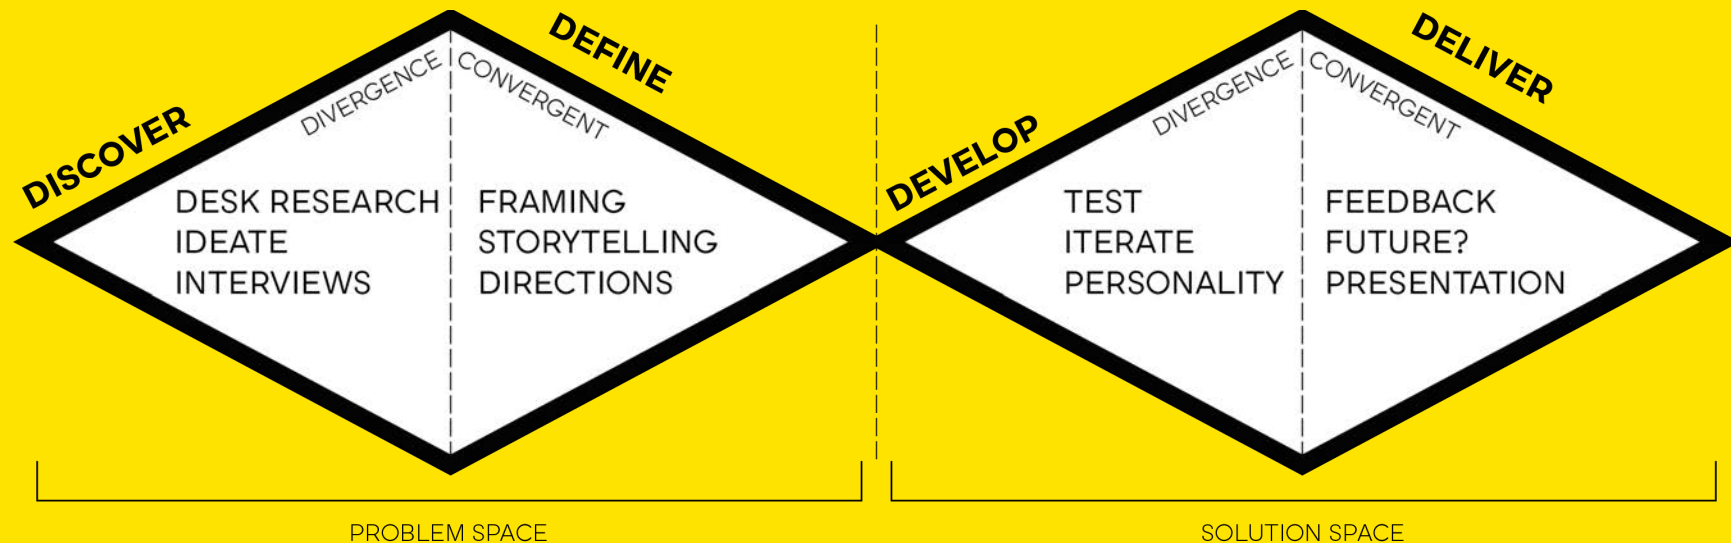 DISCOVER
DEFINE
DIVERGENCE
CONVERGENT
DESK RESEARCH
IDEATE
INTERVIEWS
FRAMING
STORYTELLING
DIRECTIONS
PROBLEM SPACE
DEVELOP
DELIVER
DIVERGENCE
CONVERGENT
TEST
ITERATE
PERSONALITY
FEEDBACK
FUTURE?
PRESENTATION
SOLUTION SPACE